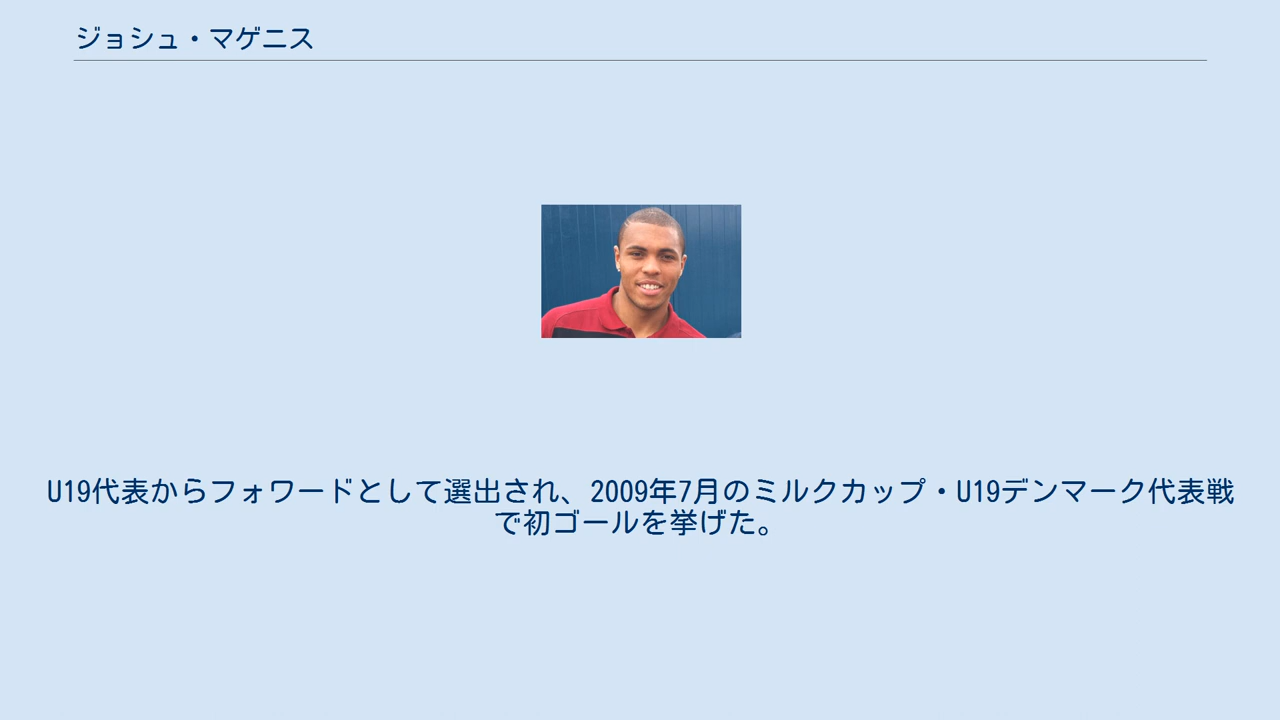 ジョシュ・マゲニス
U19代表からフォワードとして選出され、2009年7月のミルクカップ・U19デンマーク代表戦
で初ゴールを挙げた。